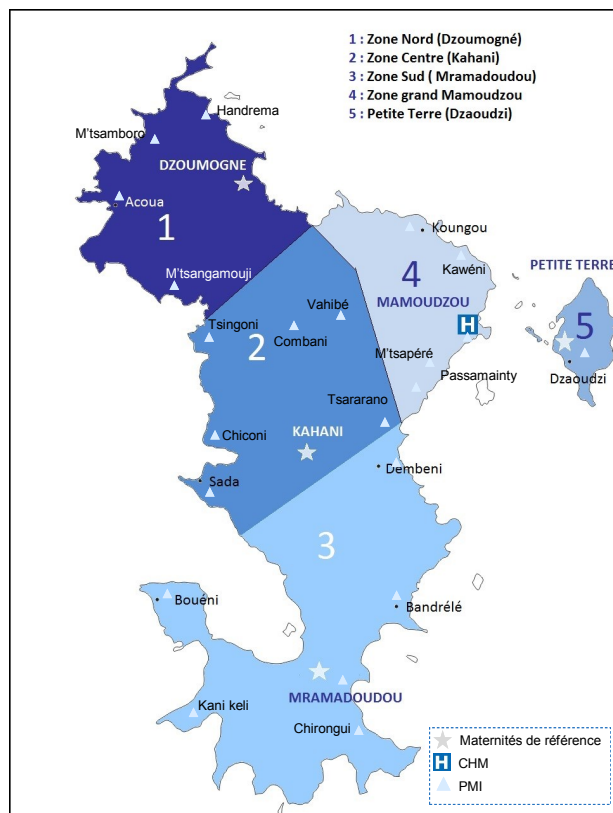 1 : Zone Nord (Dzoumogné)
2 : Zone Centre (Kahani)
3 : Zone Sud ( Mramadoudou)
4 : Zone grand Mamoudzou
5 : Petite Terre (Dzaoudzi)
Handrema
M'tsamboro
DZOUMOGNE
Acoua
1
M'tsangamouji
Koungou
Kawéni
4
MAMOUDZOU
PETITE TERRE
5
H
Dzaoudzi
Vahibé
Tsingoni
Combani
2
M'tsapéré
Passamainty
Tsararano
Chiconi
KAHANI
Sada
Dembeni
3
Bouéni
Bandrélé
MRAMADOUDOU
Kani keli
Chirongui
Maternités de référence
H CHM
PMI